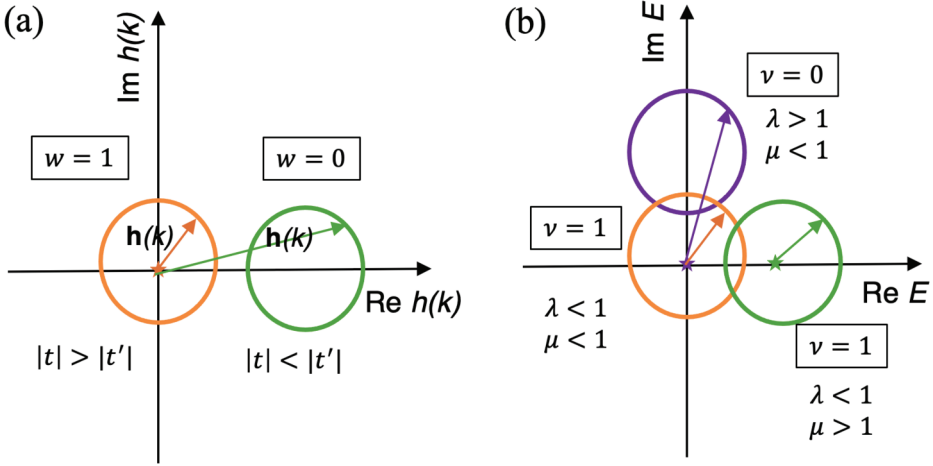 (a)
Im h(k)
w = 1
w = 0
h(k)
h(k)
Re h(k)
|t| > |t′|
|t| < |t′|
(b)
Im E
ν = 0
λ > 1
μ < 1
ν = 1
Re E
λ < 1
μ < 1
ν = 1
λ < 1
μ > 1